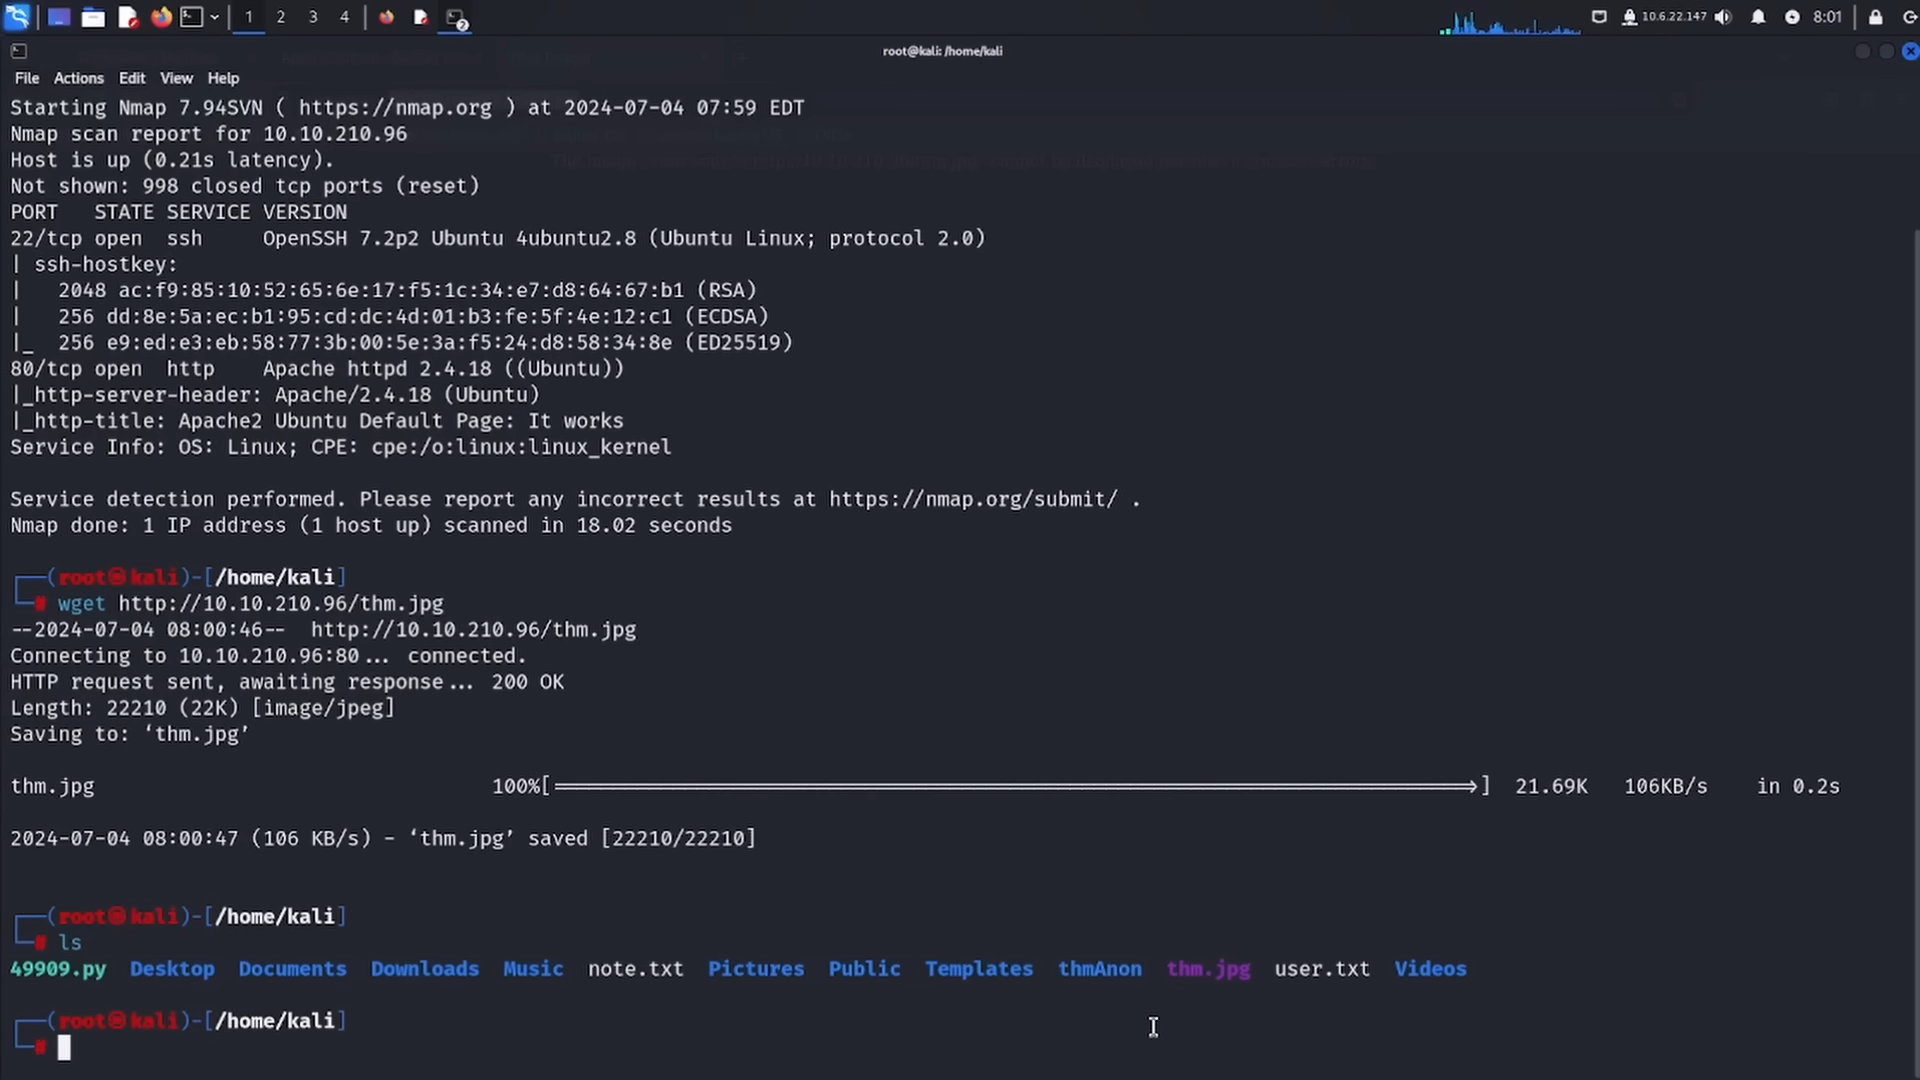 1 2 3 4 2 10.6.22.147 8:01
root@kali: /home/kali
File Actions Edit View Help
Starting Nmap 7.94SVN ( https://nmap.org ) at 2024-07-04 07:59 EDT
Nmap scan report for 10.10.210.96
Host is up (0.21s latency).
Not shown: 998 closed tcp ports (reset)
PORT   STATE SERVICE VERSION
22/tcp open  ssh     OpenSSH 7.2p2 Ubuntu 4ubuntu2.8 (Ubuntu Linux; protocol 2.0)
| ssh-hostkey:
|   2048 ac:f9:85:10:52:65:6e:17:f5:1c:34:e7:d8:64:67:b1 (RSA)
|   256 dd:8e:5a:ec:b1:95:cd:dc:4d:01:b3:fe:5f:4e:12:c1 (ECDSA)
|_  256 e9:ed:e3:eb:58:77:3b:00:5e:3a:f5:24:d8:58:34:8e (ED25519)
80/tcp open  http    Apache httpd 2.4.18 ((Ubuntu))
|_http-server-header: Apache/2.4.18 (Ubuntu)
|_http-title: Apache2 Ubuntu Default Page: It works
Service Info: OS: Linux; CPE: cpe:/o:linux:linux_kernel
Service detection performed. Please report any incorrect results at https://nmap.org/submit/ .
Nmap done: 1 IP address (1 host up) scanned in 18.02 seconds
┌──(root㉿kali)-[/home/kali]
└─# wget http://10.10.210.96/thm.jpg
--2024-07-04 08:00:46--  http://10.10.210.96/thm.jpg
Connecting to 10.10.210.96:80... connected.
HTTP request sent, awaiting response... 200 OK
Length: 22210 (22K) [image/jpeg]
Saving to: ‘thm.jpg’
thm.jpg 100%[===================>] 21.69K 106KB/s in 0.2s
2024-07-04 08:00:47 (106 KB/s) - ‘thm.jpg’ saved [22210/22210]
┌──(root㉿kali)-[/home/kali]
└─# ls
49909.py  Desktop  Documents  Downloads  Music  note.txt  Pictures  Public  Templates  thmAnon  thm.jpg  user.txt  Videos
┌──(root㉿kali)-[/home/kali]
└─#